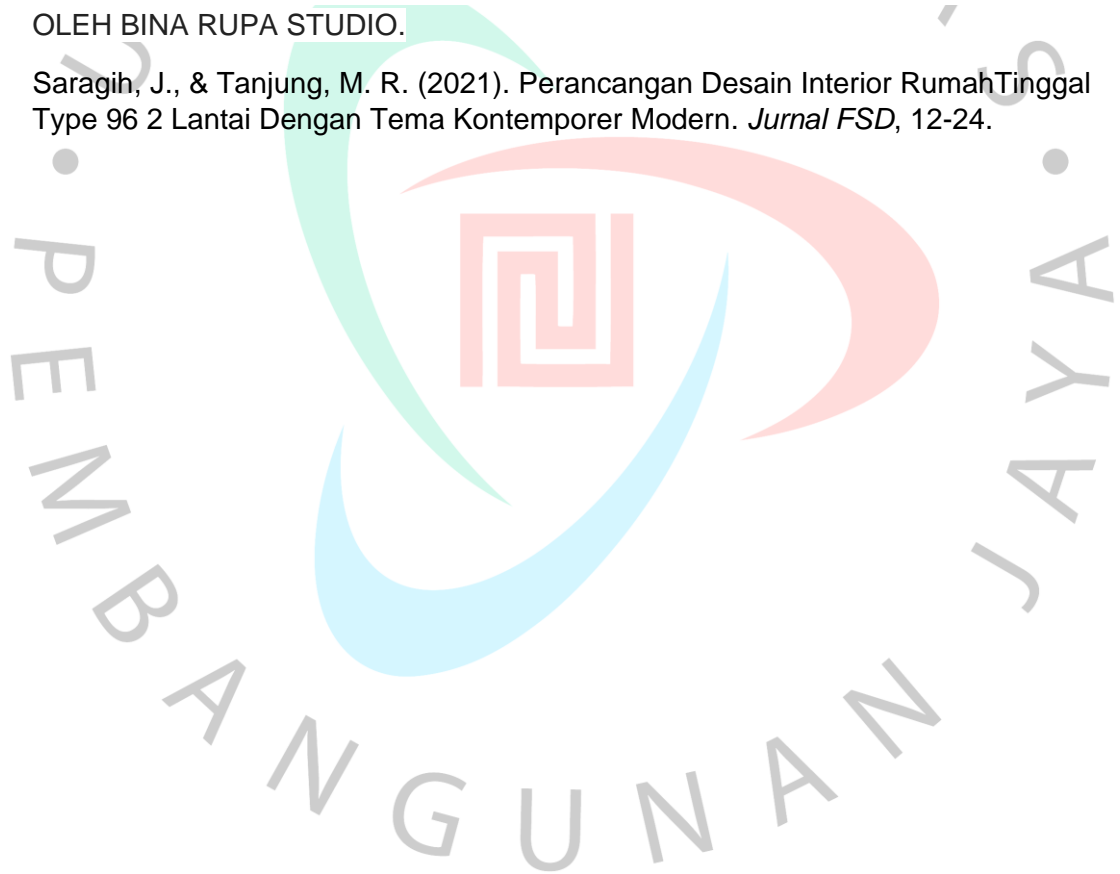 OLEH BINA RUPA STUDIO.
Saragih, J., & Tanjung, M. R. (2021). Perancangan Desain Interior RumahTinggal
Type 96 2 Lantai Dengan Tema Kontemporer Modern. Jurnal FSD, 12-24.
PEMBANGUNAN JAYA